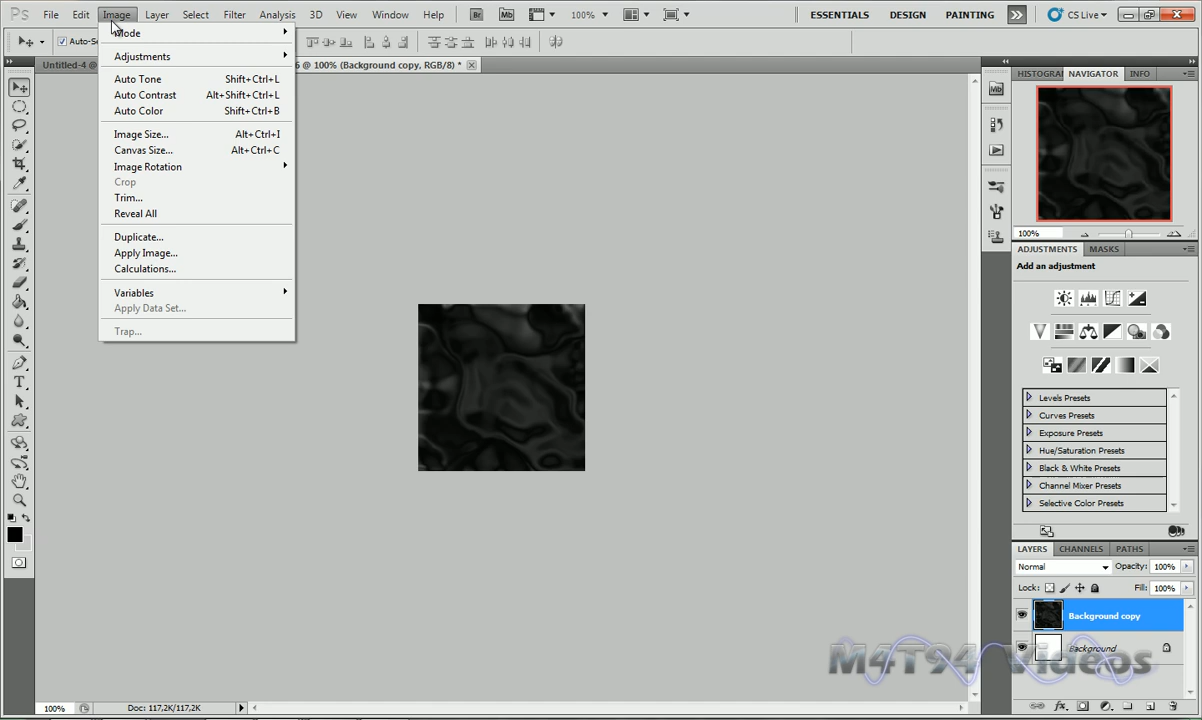 Ps File Edit Image Layer Select Filter Analysis 3D View Window Help Br Mb 100% ESSENTIALS DESIGN PAINTING CS Live
Auto-Se
Untitled-4 @ 6 @ 100% (Background copy, RGB/8) *
Mode
Adjustments
Auto Tone Shift+Ctrl+L
Auto Contrast Alt+Shift+Ctrl+L
Auto Color Shift+Ctrl+B
Image Size... Alt+Ctrl+I
Canvas Size... Alt+Ctrl+C
Image Rotation
Crop
Trim...
Reveal All
Duplicate...
Apply Image...
Calculations...
Variables
Apply Data Set...
Trap...
HISTOGRAI NAVIGATOR INFO
Mb
100%
ADJUSTMENTS MASKS
Add an adjustment
Levels Presets
Curves Presets
Exposure Presets
Hue/Saturation Presets
Black & White Presets
Channel Mixer Presets
Selective Color Presets
LAYERS CHANNELS PATHS
Normal Opacity: 100%
Lock: Fill: 100%
Background copy
Background
M4T94 Videos
100% Doc: 117,2K/117,2K